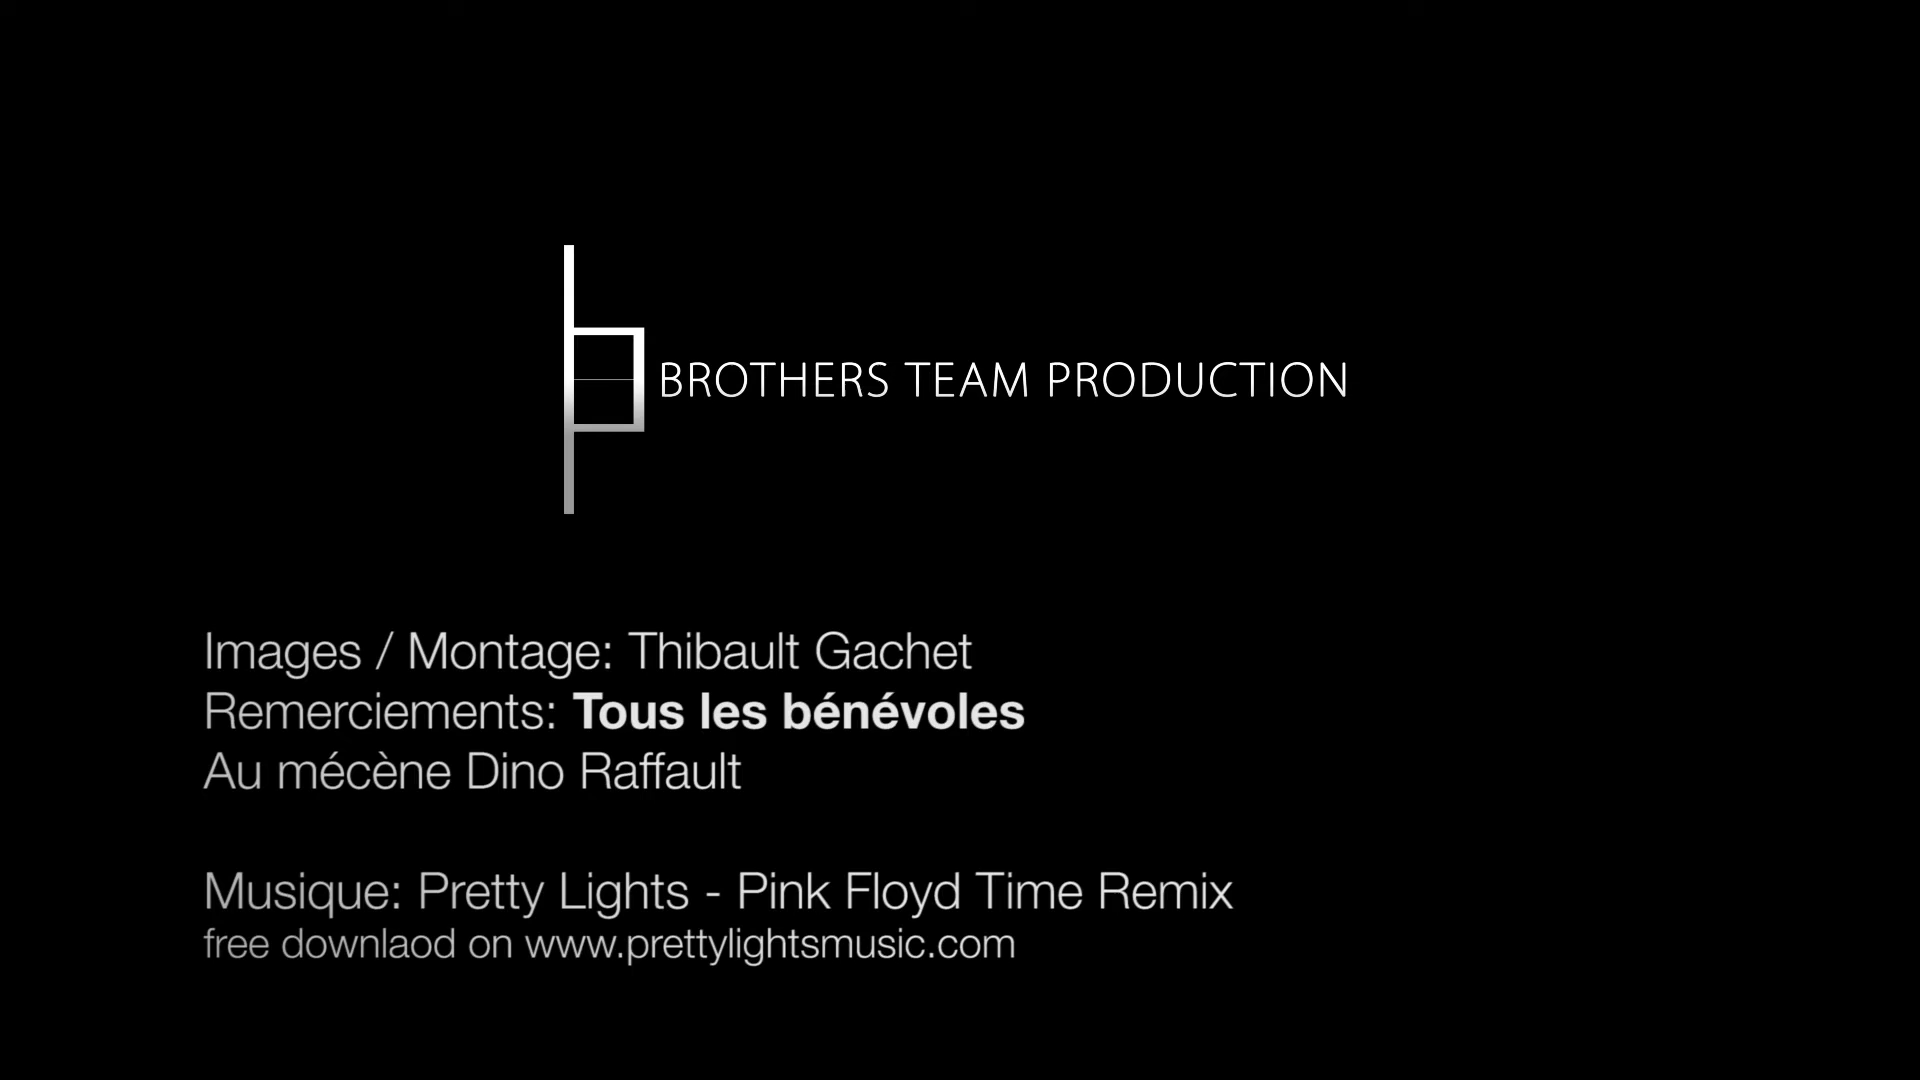 BROTHERS TEAM PRODUCTION
Images / Montage: Thibault Gachet
Remerciements: Tous les bénévoles
Au mécène Dino Raffault
Musique: Pretty Lights - Pink Floyd Time Remix
free downlaod on www.prettylightsmusic.com